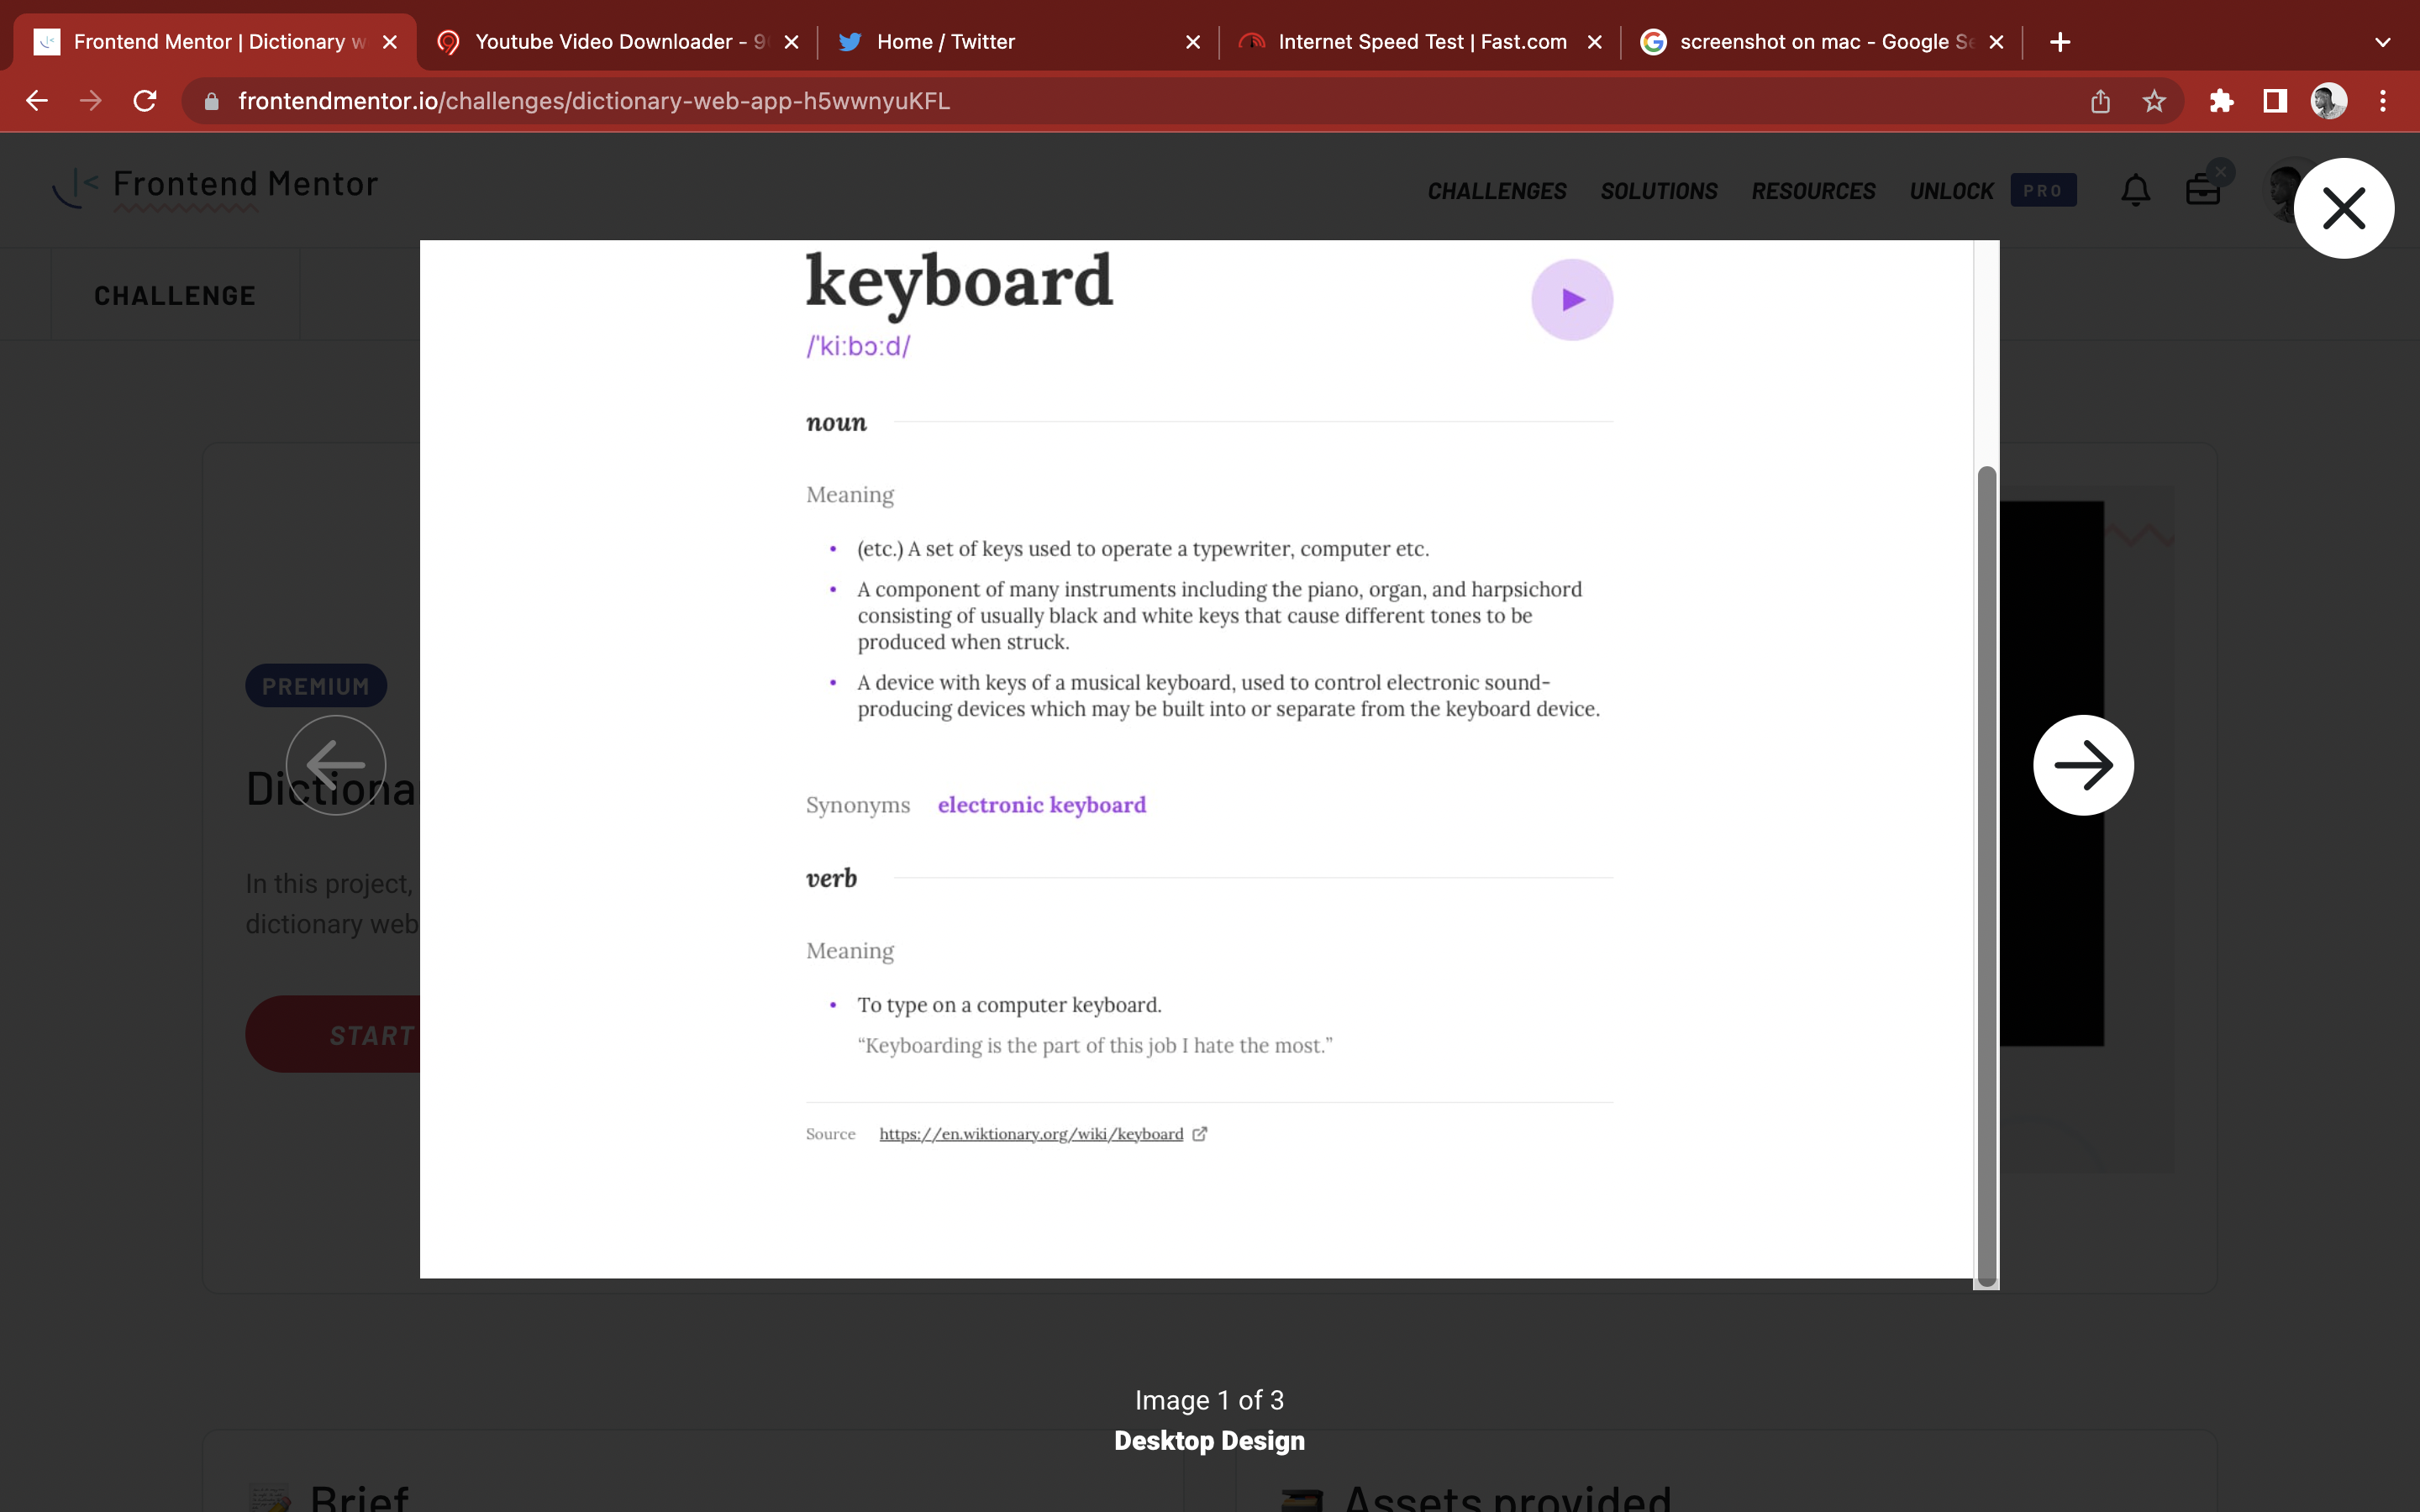 Frontend Mentor | Dictionary w
Youtube Video Downloader - 9
Home / Twitter
Internet Speed Test | Fast.com
screenshot on mac - Google Se
frontendmentor.io/challenges/dictionary-web-app-h5wwnyuKFL
Frontend Mentor
CHALLENGES SOLUTIONS RESOURCES UNLOCK PRO
CHALLENGE
keyboard
/ˈkiːbɔːd/
noun
Meaning
(etc.) A set of keys used to operate a typewriter, computer etc.
A component of many instruments including the piano, organ, and harpsichord
consisting of usually black and white keys that cause different tones to be
produced when struck.
A device with keys of a musical keyboard, used to control electronic sound-
producing devices which may be built into or separate from the keyboard device.
Synonyms electronic keyboard
verb
Meaning
To type on a computer keyboard.
“Keyboarding is the part of this job I hate the most.”
Source https://en.wiktionary.org/wiki/keyboard
PREMIUM
Dictiona
In this project,
dictionary web
START
Image 1 of 3
Desktop Design
Brief
Assets provided